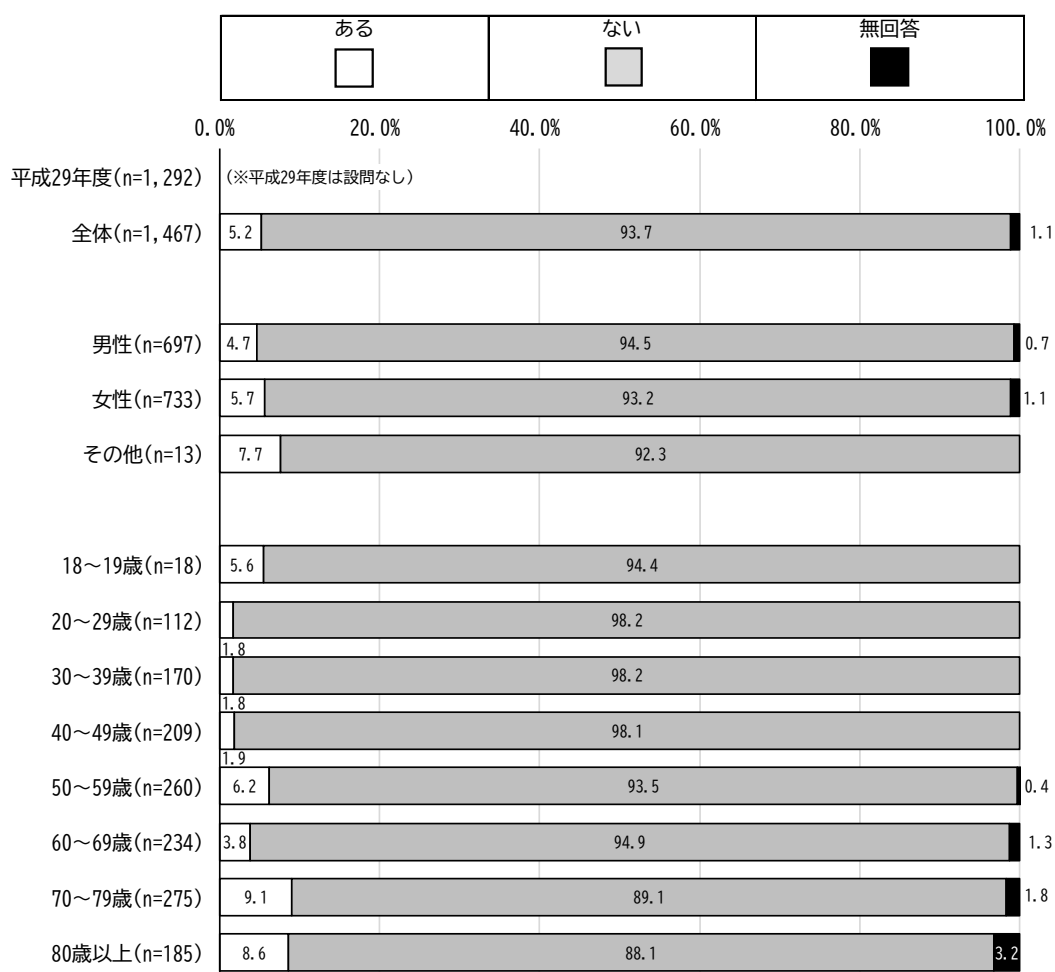 ある ない 無回答
0.0% 20.0% 40.0% 60.0% 80.0% 100.0%
平成29年度(n=1,292) (※平成29年度は設問なし)
全体(n=1,467) 5.2 93.7 1.1
男性(n=697) 4.7 94.5 0.7
女性(n=733) 5.7 93.2 1.1
その他(n=13) 7.7 92.3
18～19歳(n=18) 5.6 94.4
20～29歳(n=112) 98.2
1.8
30～39歳(n=170) 98.2
1.8
40～49歳(n=209) 98.1
1.9
50～59歳(n=260) 6.2 93.5 0.4
60～69歳(n=234) 3.8 94.9 1.3
70～79歳(n=275) 9.1 89.1 1.8
80歳以上(n=185) 8.6 88.1 3.2